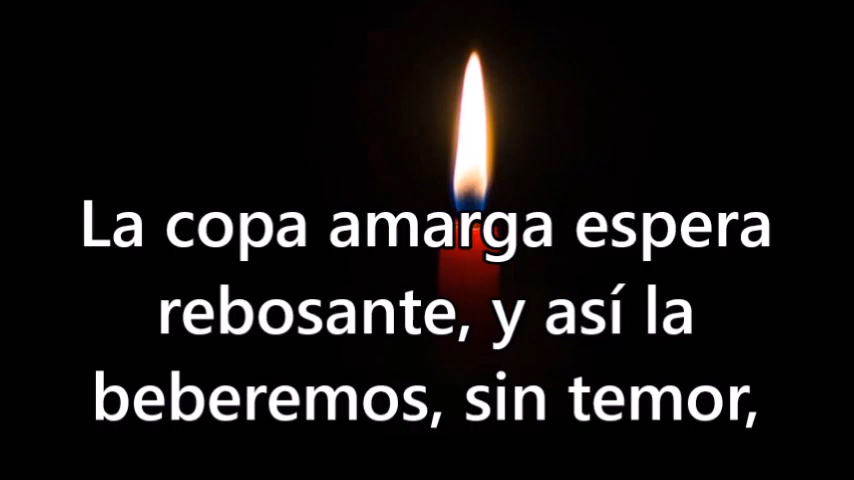 La copa amarga espera
rebosante, y así la
beberemos, sin temor,